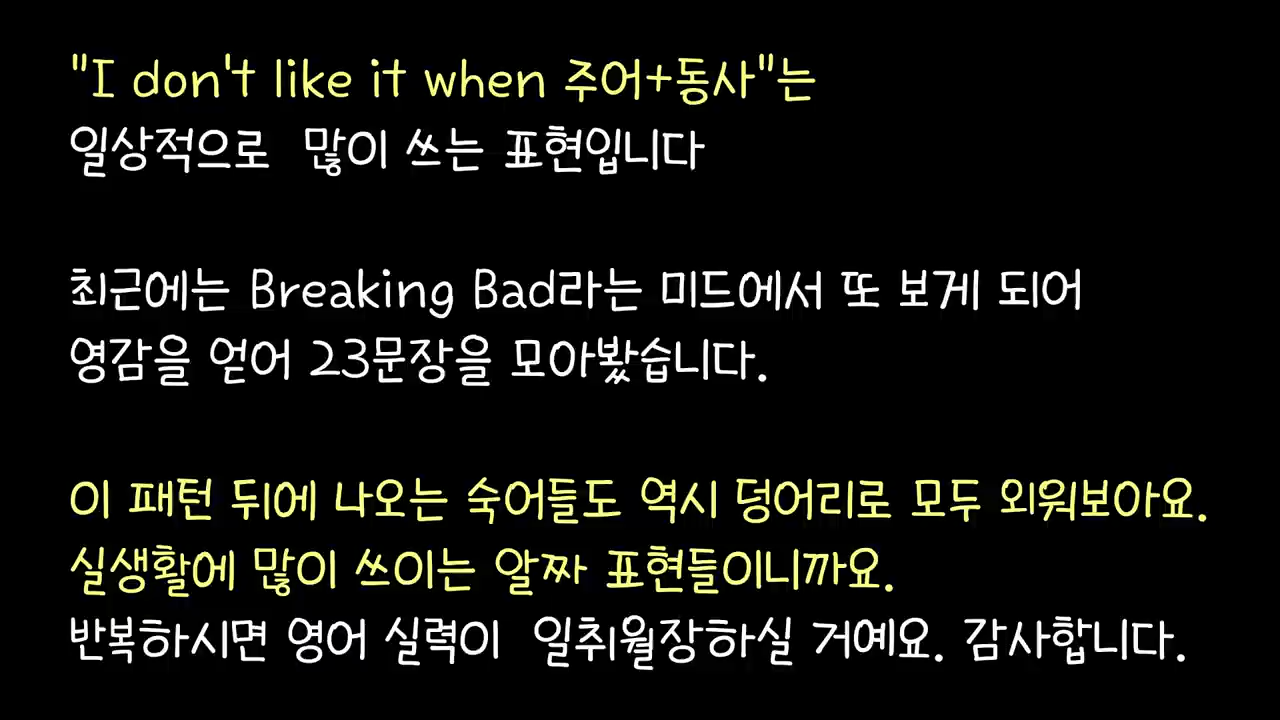 "I don't like it when 주어+동사"는
일상적으로 많이 쓰는 표현입니다
최근에는 Breaking Bad라는 미드에서 또 보게 되어
영감을 얻어 23문장을 모아봤습니다.
이 패턴 뒤에 나오는 숙어들도 역시 덩어리로 모두 외워보아요.
실생활에 많이 쓰이는 알짜 표현들이니까요.
반복하시면 영어 실력이 일취월장하실 거예요. 감사합니다.